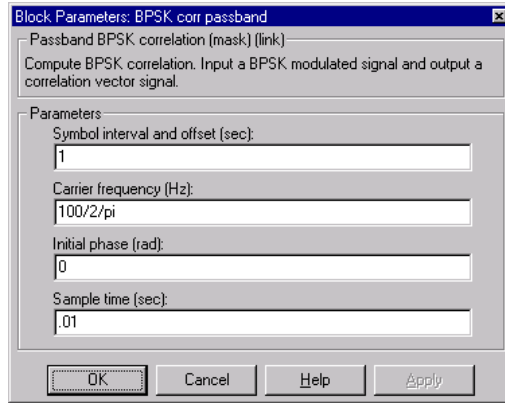 Block Parameters: BPSK corr passband
Passband BPSK correlation (mask) (link)
Compute BPSK correlation. Input a BPSK modulated signal and output a
correlation vector signal.
Parameters
Symbol interval and offset (sec):
1
Carrier frequency (Hz):
100/2/pi
Initial phase (rad):
0
Sample time (sec):
.01
OK Cancel Help Apply